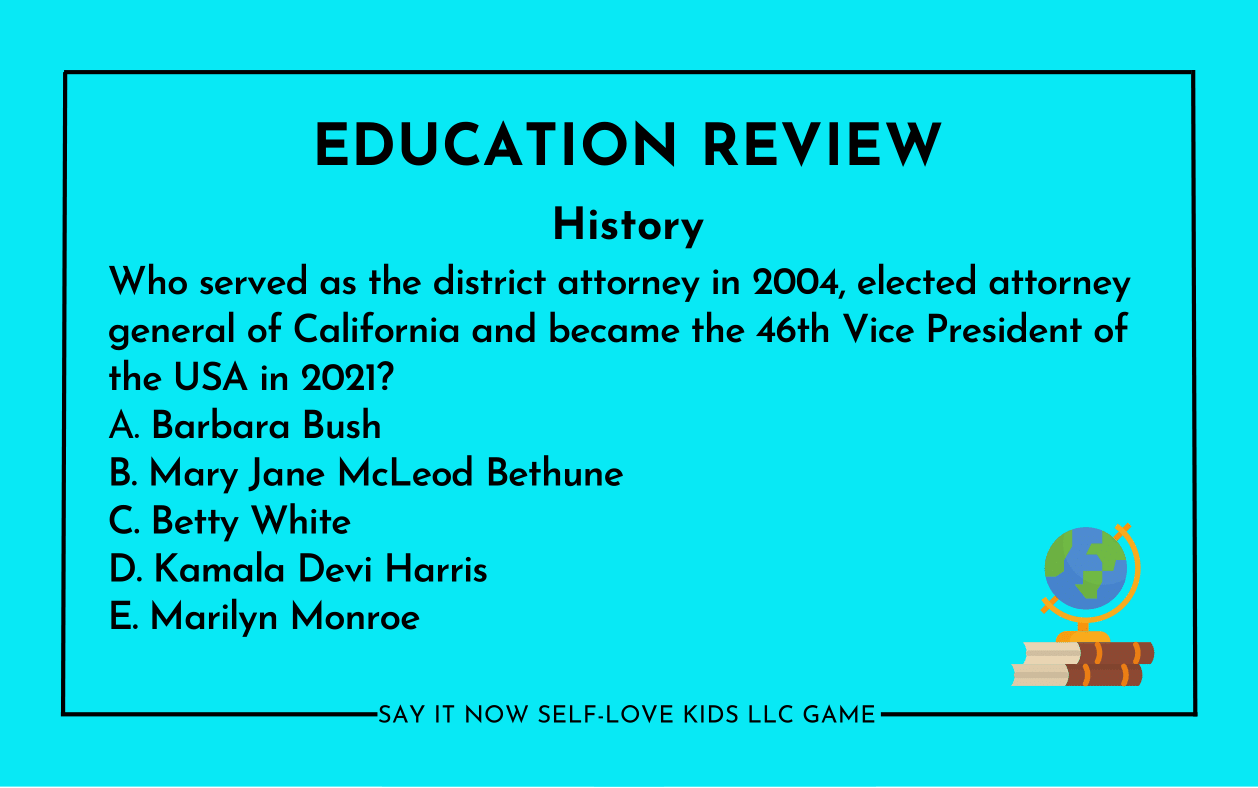 EDUCATION REVIEW
History
Who served as the district attorney in 2004, elected attorney
general of California and became the 46th Vice President of
the USA in 2021?
A. Barbara Bush
B. Mary Jane McLeod Bethune
C. Betty White
D. Kamala Devi Harris
E. Marilyn Monroe
SAY IT NOW SELF-LOVE KIDS LLC GAME